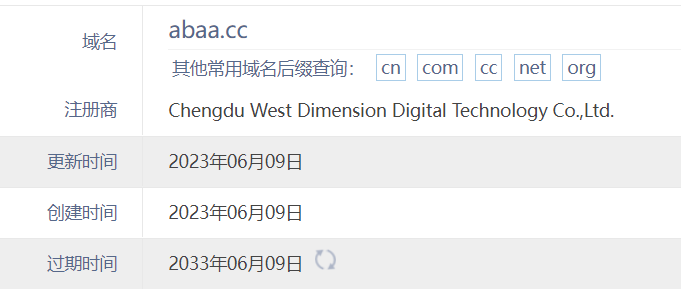 域名 abaa.cc
其他常用域名后缀查询： cn com cc net org
注册商 Chengdu West Dimension Digital Technology Co.,Ltd.
更新时间 2023年06月09日
创建时间 2023年06月09日
过期时间 2033年06月09日